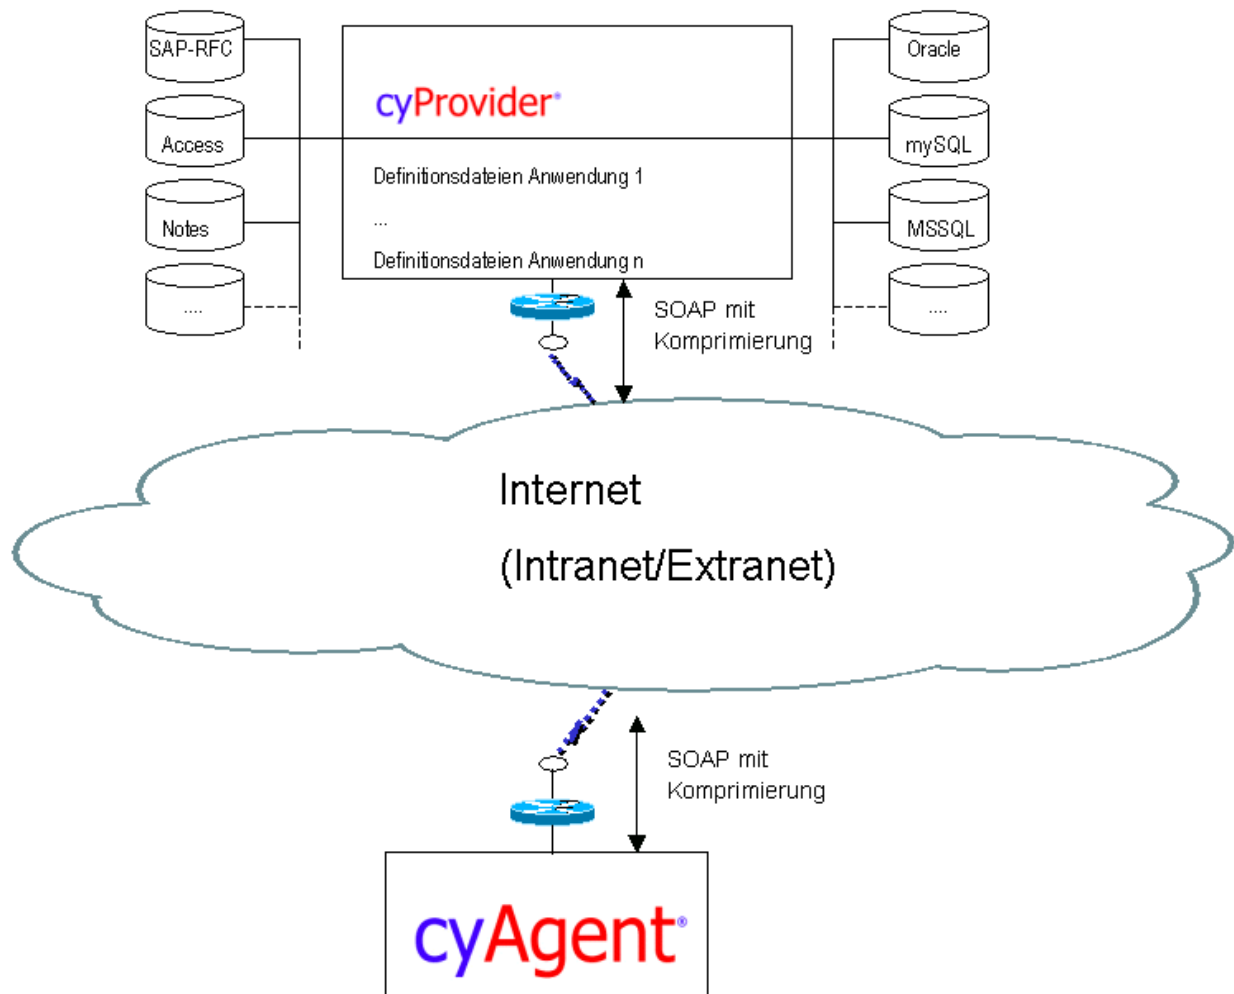 SAP-RFC
Access
Notes
....
cyProvider®
Definitionsdateien Anwendung 1
...
Definitionsdateien Anwendung n
Oracle
mySQL
MSSQL
....
SOAP mit
Komprimierung
Internet
(Intranet/Extranet)
SOAP mit
Komprimierung
cyAgent®